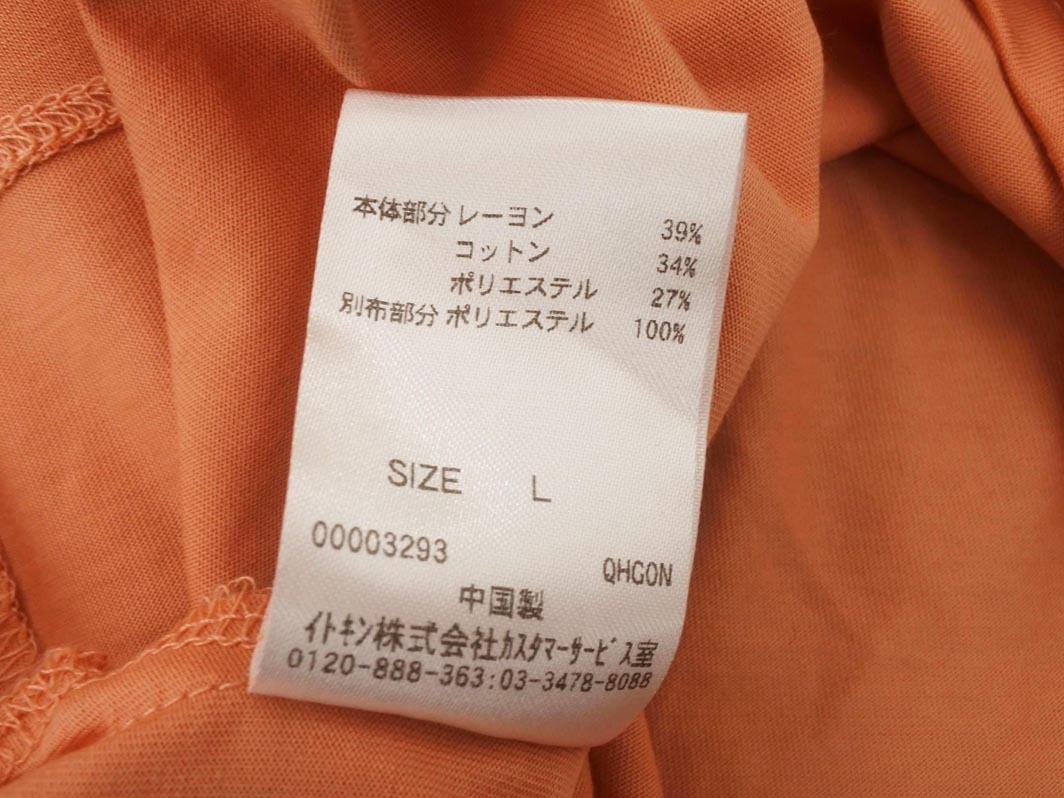 本体部分 レーヨン 39%
コットン 34%
ポリエステル 27%
別布部分 ポリエステル 100%
SIZE L
00003293
QHGON
中国製
イトキン株式会社カスタマーサービス室
0120-888-363:03-3478-8088